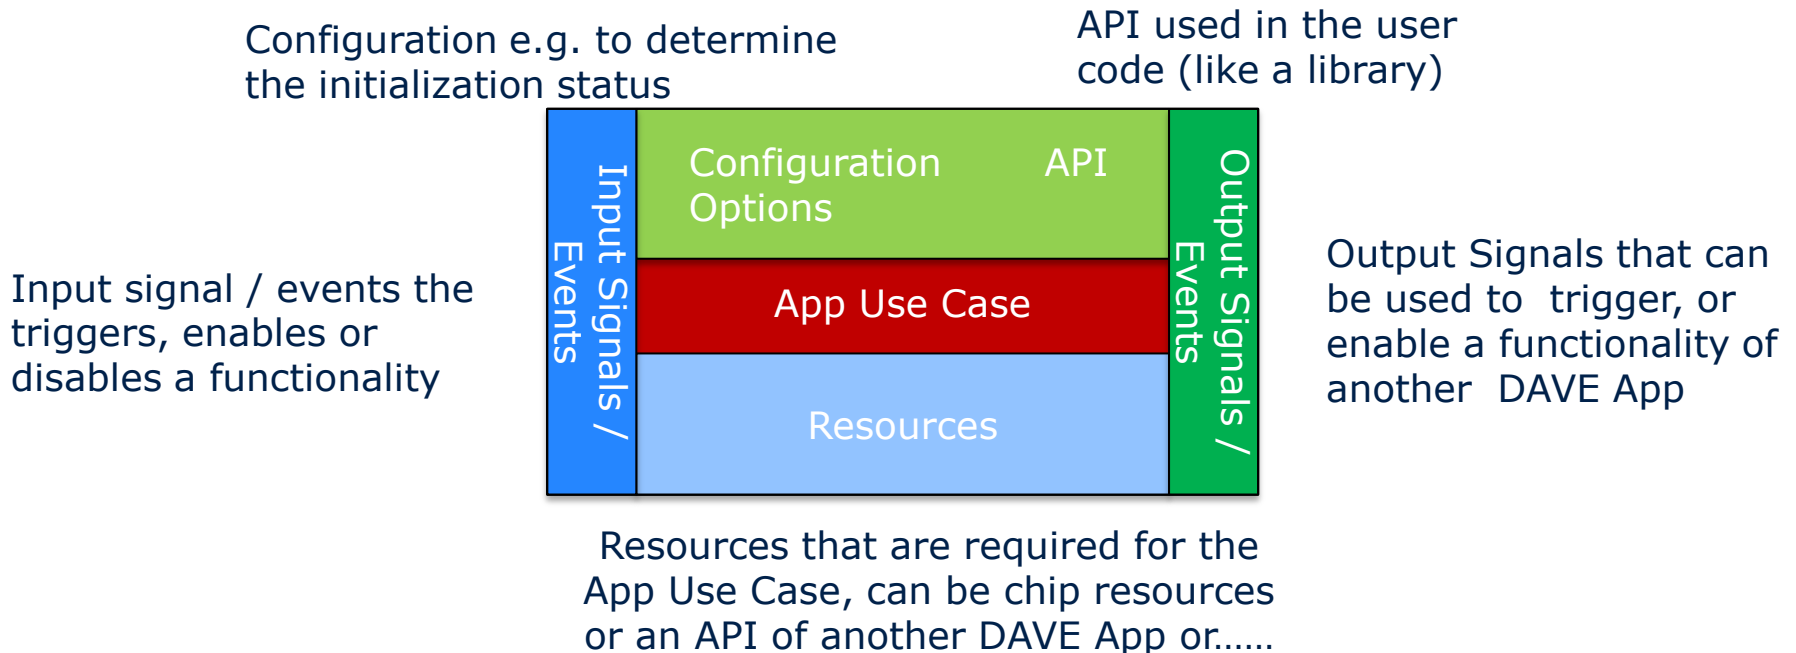 Configuration e.g. to determine
the initialization status
API used in the user
code (like a library)
Configuration API
Options
Input Signals /
Events
Output Signals /
Events
App Use Case
Resources
Input signal / events the
triggers, enables or
disables a functionality
Output Signals that can
be used to  trigger, or
enable a functionality of
another  DAVE App
Resources that are required for the
App Use Case, can be chip resources
or an API of another DAVE App or......